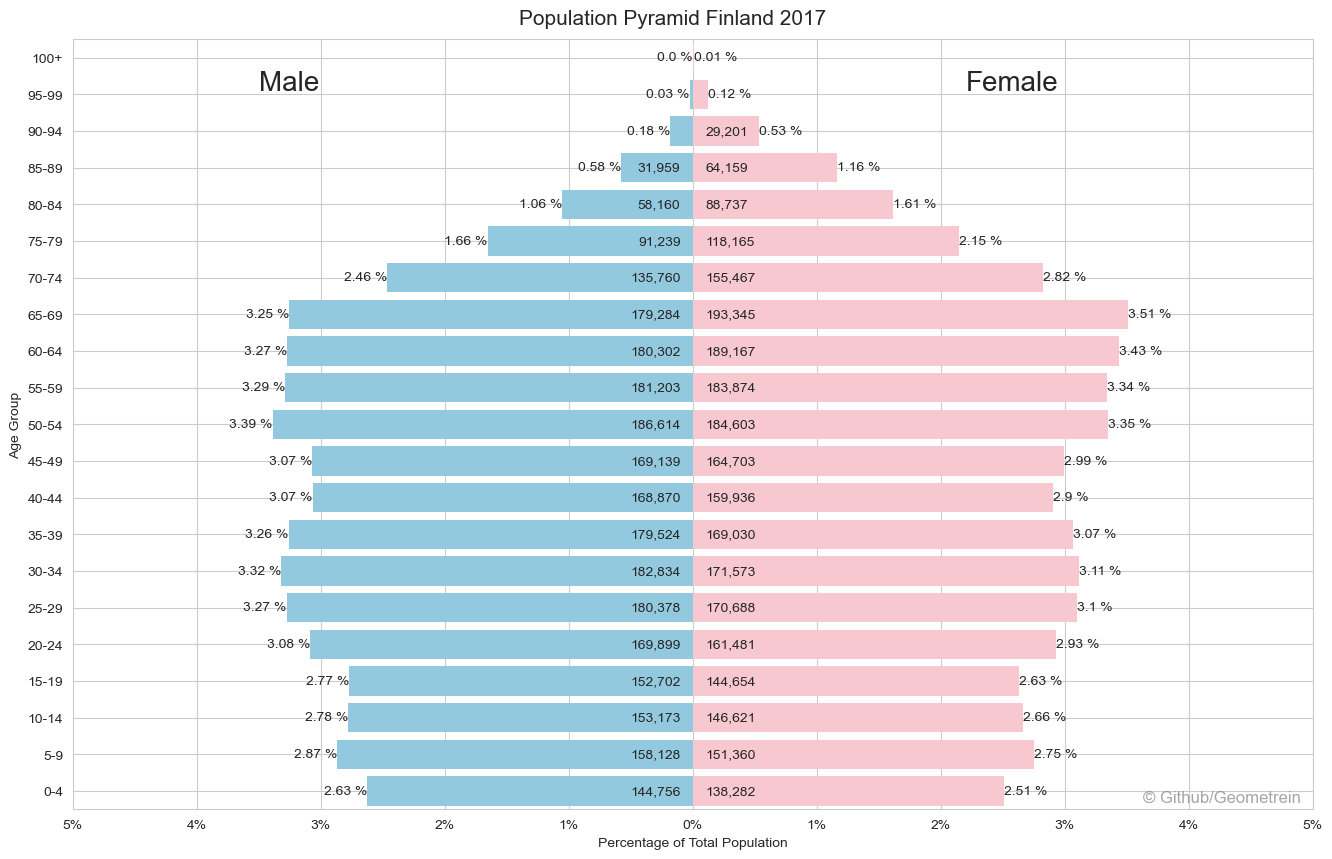 Population Pyramid Finland 2017
Male
Female
Age Group
100+ 0.0 % 0.01 %
95-99 0.03 % 0.12 %
90-94 0.18 % 29,201 0.53 %
85-89 0.58 % 31,959 64,159 1.16 %
80-84 1.06 % 58,160 88,737 1.61 %
75-79 1.66 % 91,239 118,165 2.15 %
70-74 2.46 % 135,760 155,467 2.82 %
65-69 3.25 % 179,284 193,345 3.51 %
60-64 3.27 % 180,302 189,167 3.43 %
55-59 3.29 % 181,203 183,874 3.34 %
50-54 3.39 % 186,614 184,603 3.35 %
45-49 3.07 % 169,139 164,703 2.99 %
40-44 3.07 % 168,870 159,936 2.9 %
35-39 3.26 % 179,524 169,030 3.07 %
30-34 3.32 % 182,834 171,573 3.11 %
25-29 3.27 % 180,378 170,688 3.1 %
20-24 3.08 % 169,899 161,481 2.93 %
15-19 2.77 % 152,702 144,654 2.63 %
10-14 2.78 % 153,173 146,621 2.66 %
5-9 2.87 % 158,128 151,360 2.75 %
0-4 2.63 % 144,756 138,282 2.51 %
© Github/Geometrein
5% 4% 3% 2% 1% 0% 1% 2% 3% 4% 5%
Percentage of Total Population